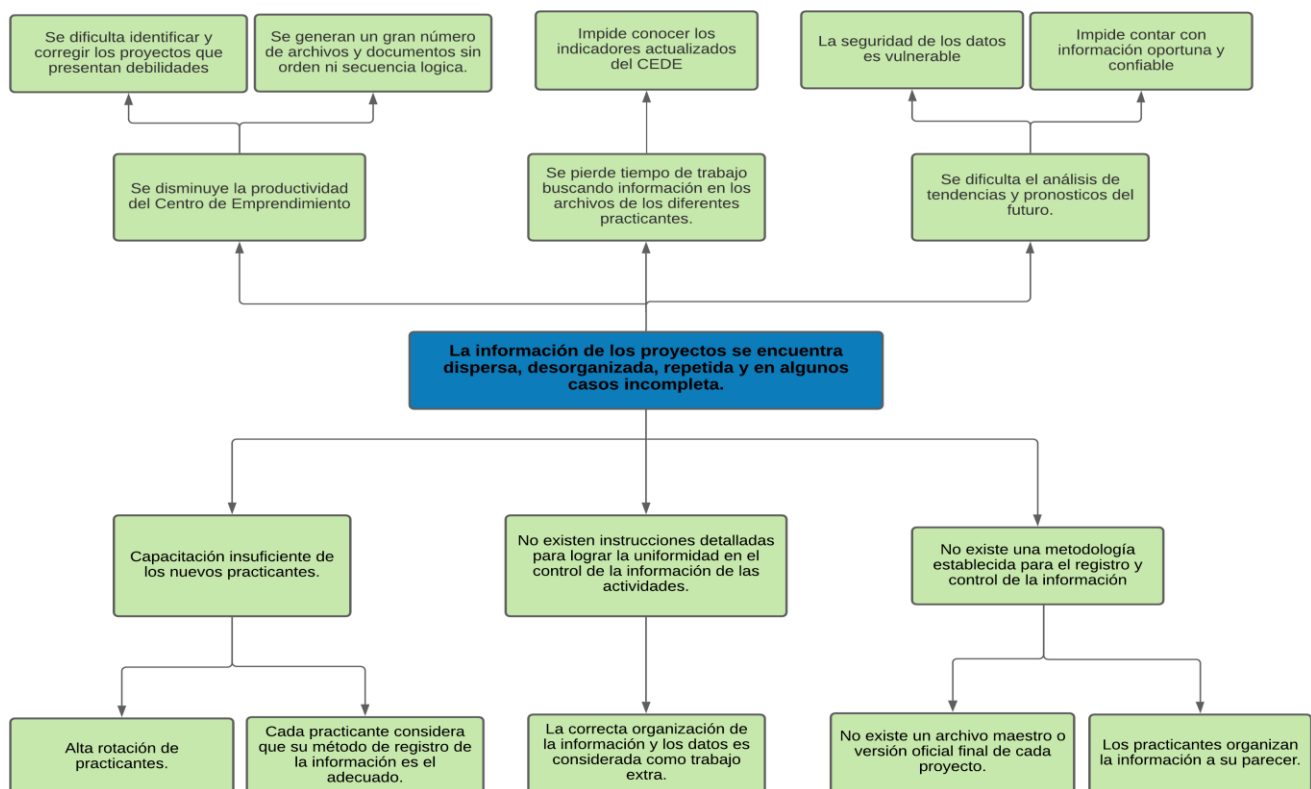 Se dificulta identificar y
corregir los proyectos que
presentan debilidades
Se generan un gran número
de archivos y documentos sin
orden ni secuencia logica.
Impide conocer los
indicadores actualizados
del CEDE
La seguridad de los datos
es vulnerable
Impide contar con
información oportuna y
confiable
Se disminuye la productividad
del Centro de Emprendimiento
Se pierde tiempo de trabajo
buscando información en los
archivos de los diferentes
practicantes.
Se dificulta el análisis de
tendencias y pronosticos del
futuro.
La información de los proyectos se encuentra
dispersa, desorganizada, repetida y en algunos
casos incompleta.
Capacitación insuficiente de
los nuevos practicantes.
No existen instrucciones detalladas
para lograr la uniformidad en el
control de la información de las
actividades.
No existe una metodología
establecida para el registro y
control de la información
Alta rotación de
practicantes.
Cada practicante considera
que su método de registro de
la información es el
adecuado.
La correcta organización de
la información y los datos es
considerada como trabajo
extra.
No existe un archivo maestro o
versión oficial final de cada
proyecto.
Los practicantes organizan
la información a su parecer.